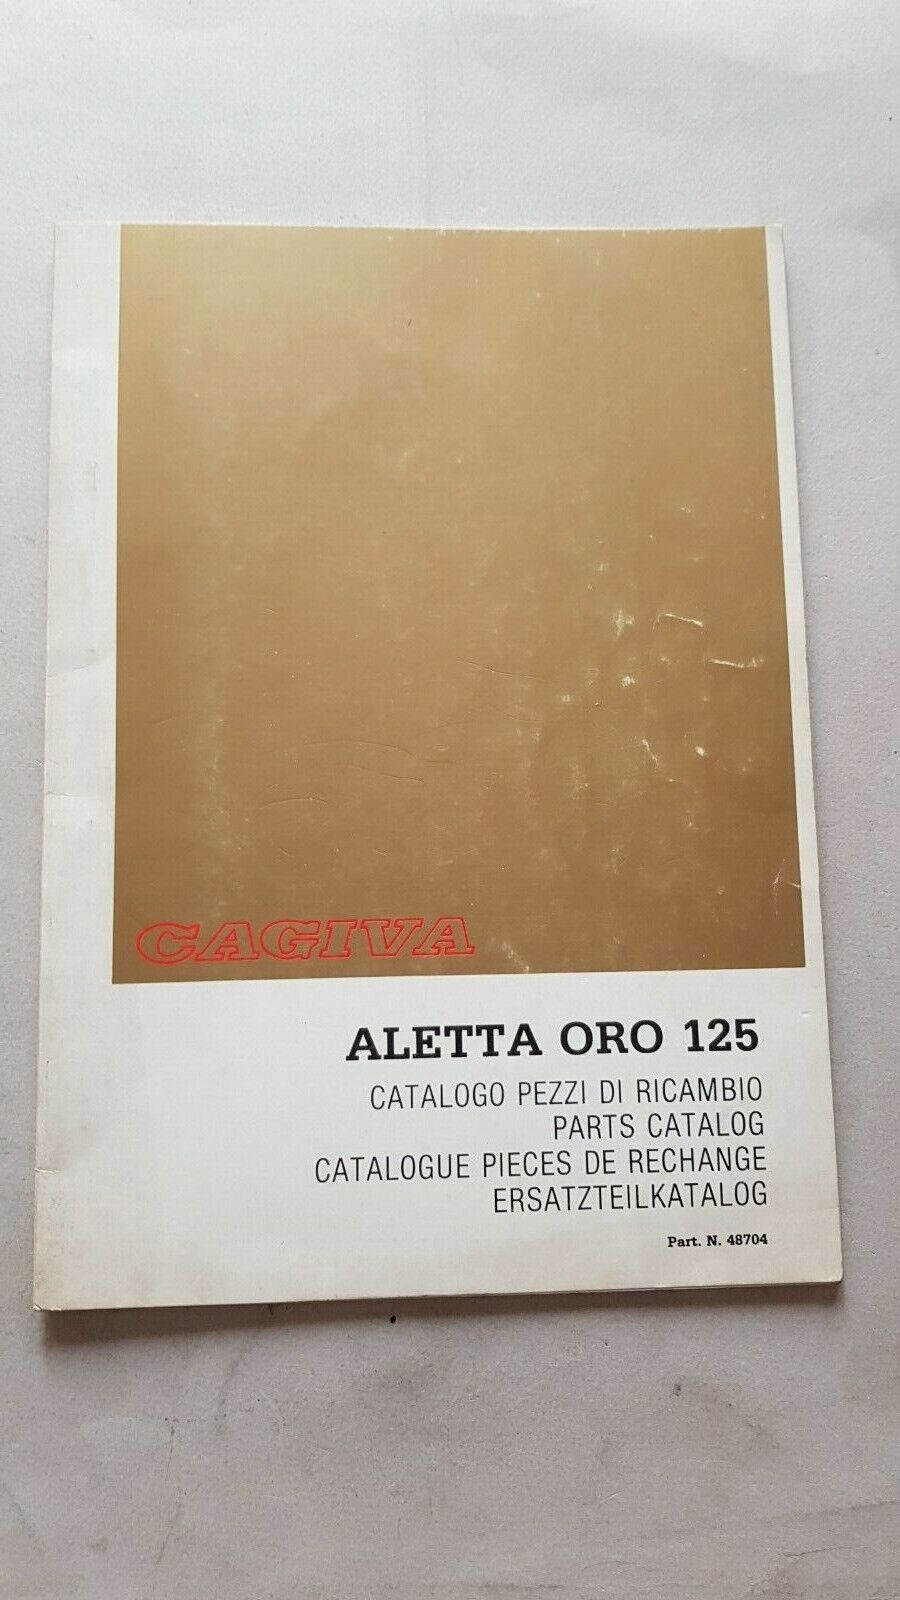 CAGIVA
ALETTA ORO 125
CATALOGO PEZZI DI RICAMBIO
PARTS CATALOG
CATALOGUE PIECES DE RECHANGE
ERSATZTEILKATALOG
Part. N. 48704